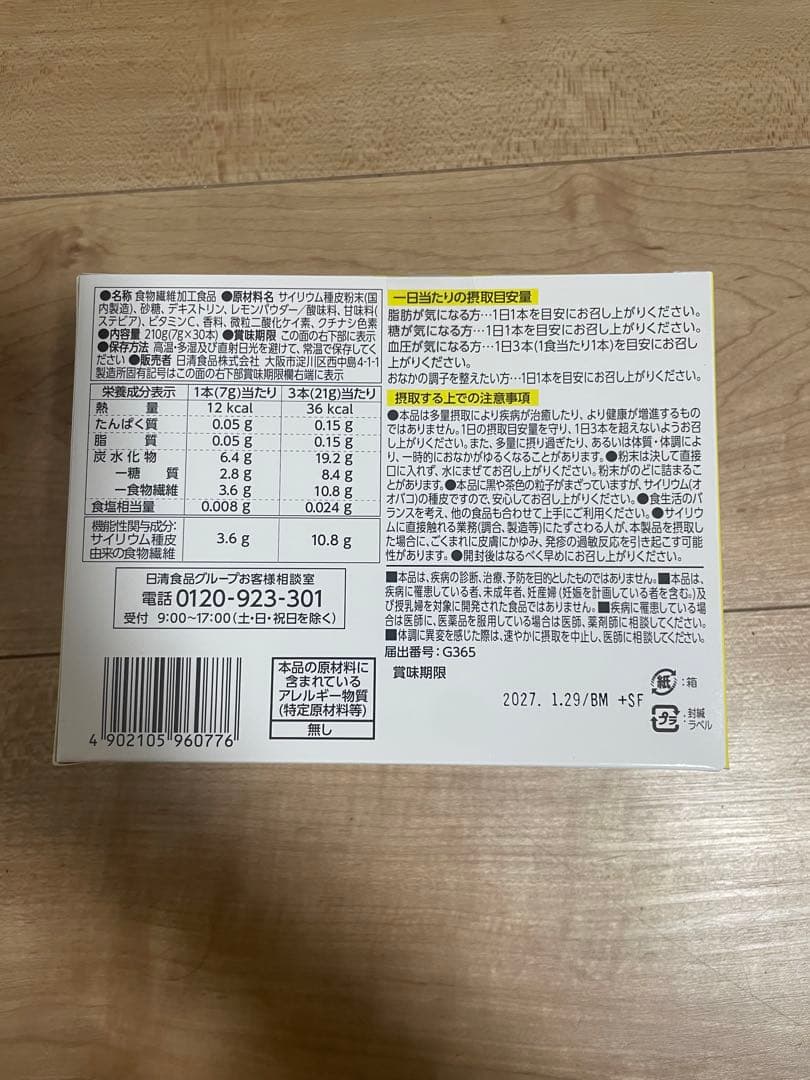 ●名称 食物繊維加工食品 ●原材料名 サイリウム種皮粉末(国
内製造)、砂糖、デキストリン、レモンパウダー／酸味料、甘味料(
ステビア)、ビタミンC、香料、微粒二酸化ケイ素、クチナシ色素
●内容量 210g(7g×30本) ●賞味期限 この面の右下部に表示
●保存方法 高温・多湿及び直射日光を避けて、常温で保存してく
ださい ●販売者 日清食品株式会社 大阪市淀川区西中島4-1-1
製造所固有記号はこの面の右下部賞味期限欄右端に表示
栄養成分表示 1本(7g)当たり 3本(21g)当たり
熱量 12 kcal 36 kcal
たんぱく質 0.05 g 0.15 g
脂質 0.05 g 0.15 g
炭水化物 6.4 g 19.2 g
－糖質 2.8 g 8.4 g
－食物繊維 3.6 g 10.8 g
食塩相当量 0.008 g 0.024 g
機能性関与成分:
サイリウム種皮 3.6 g 10.8 g
由来の食物繊維
日清食品グループお客様相談室
電話 0120-923-301
受付 9:00〜17:00(土・日・祝日を除く)
4 902105 960776
本品の原材料に
含まれている
アレルギー物質
(特定原材料等)
無し
一日当たりの摂取目安量
脂肪が気になる方…1日1本を目安にお召し上がりください。
糖が気になる方…1日1本を目安にお召し上がりください。
血圧が気になる方…1日3本(1食当たり1本)を目安にお召し
上がりください。
おなかの調子を整えたい方…1日1本を目安にお召し上がりください。
摂取する上での注意事項
●本品は多量摂取により疾病が治癒したり、より健康が増進するもの
ではありません。1日の摂取目安量を守り、1日3本を超えないようお召
し上がりください。また、多量に摂り過ぎたり、あるいは体質・体調によ
り、一時的におなかがゆるくなることがあります。●粉末は決して直接
口に入れず、水にまぜてお召し上がりください。粉末がのどに詰まるこ
とがあります。●本品に黒や茶色の粒子がまざっていますが、サイリウム(オ
オバコ)の種皮ですので、安心してお召し上がりください。●食生活のバ
ランスを考え、他の食品も合わせて上手にご利用ください。●サイリウ
ムに直接触れる業務(調合、製造等)にたずさわる人が、本製品を摂取し
た場合に、ごくまれに皮膚にかゆみ、発疹の過敏反応を引き起こす可能
性があります。●開封後はなるべく早めにお召し上がりください。
■本品は、疾病の診断、治療、予防を目的としたものではありません。■本品は、
疾病に罹患している者、未成年者、妊産婦(妊娠を計画している者を含む。)及
び授乳婦を対象に開発された食品ではありません。■疾病に罹患している場
合は医師に、医薬品を服用している場合は医師、薬剤師に相談してください。
■体調に異変を感じた際は、速やかに摂取を中止し、医師に相談してください。
届出番号:G365
賞味期限
2027. 1.29/BM +SF
紙 :箱
プラ :封緘
ラベル